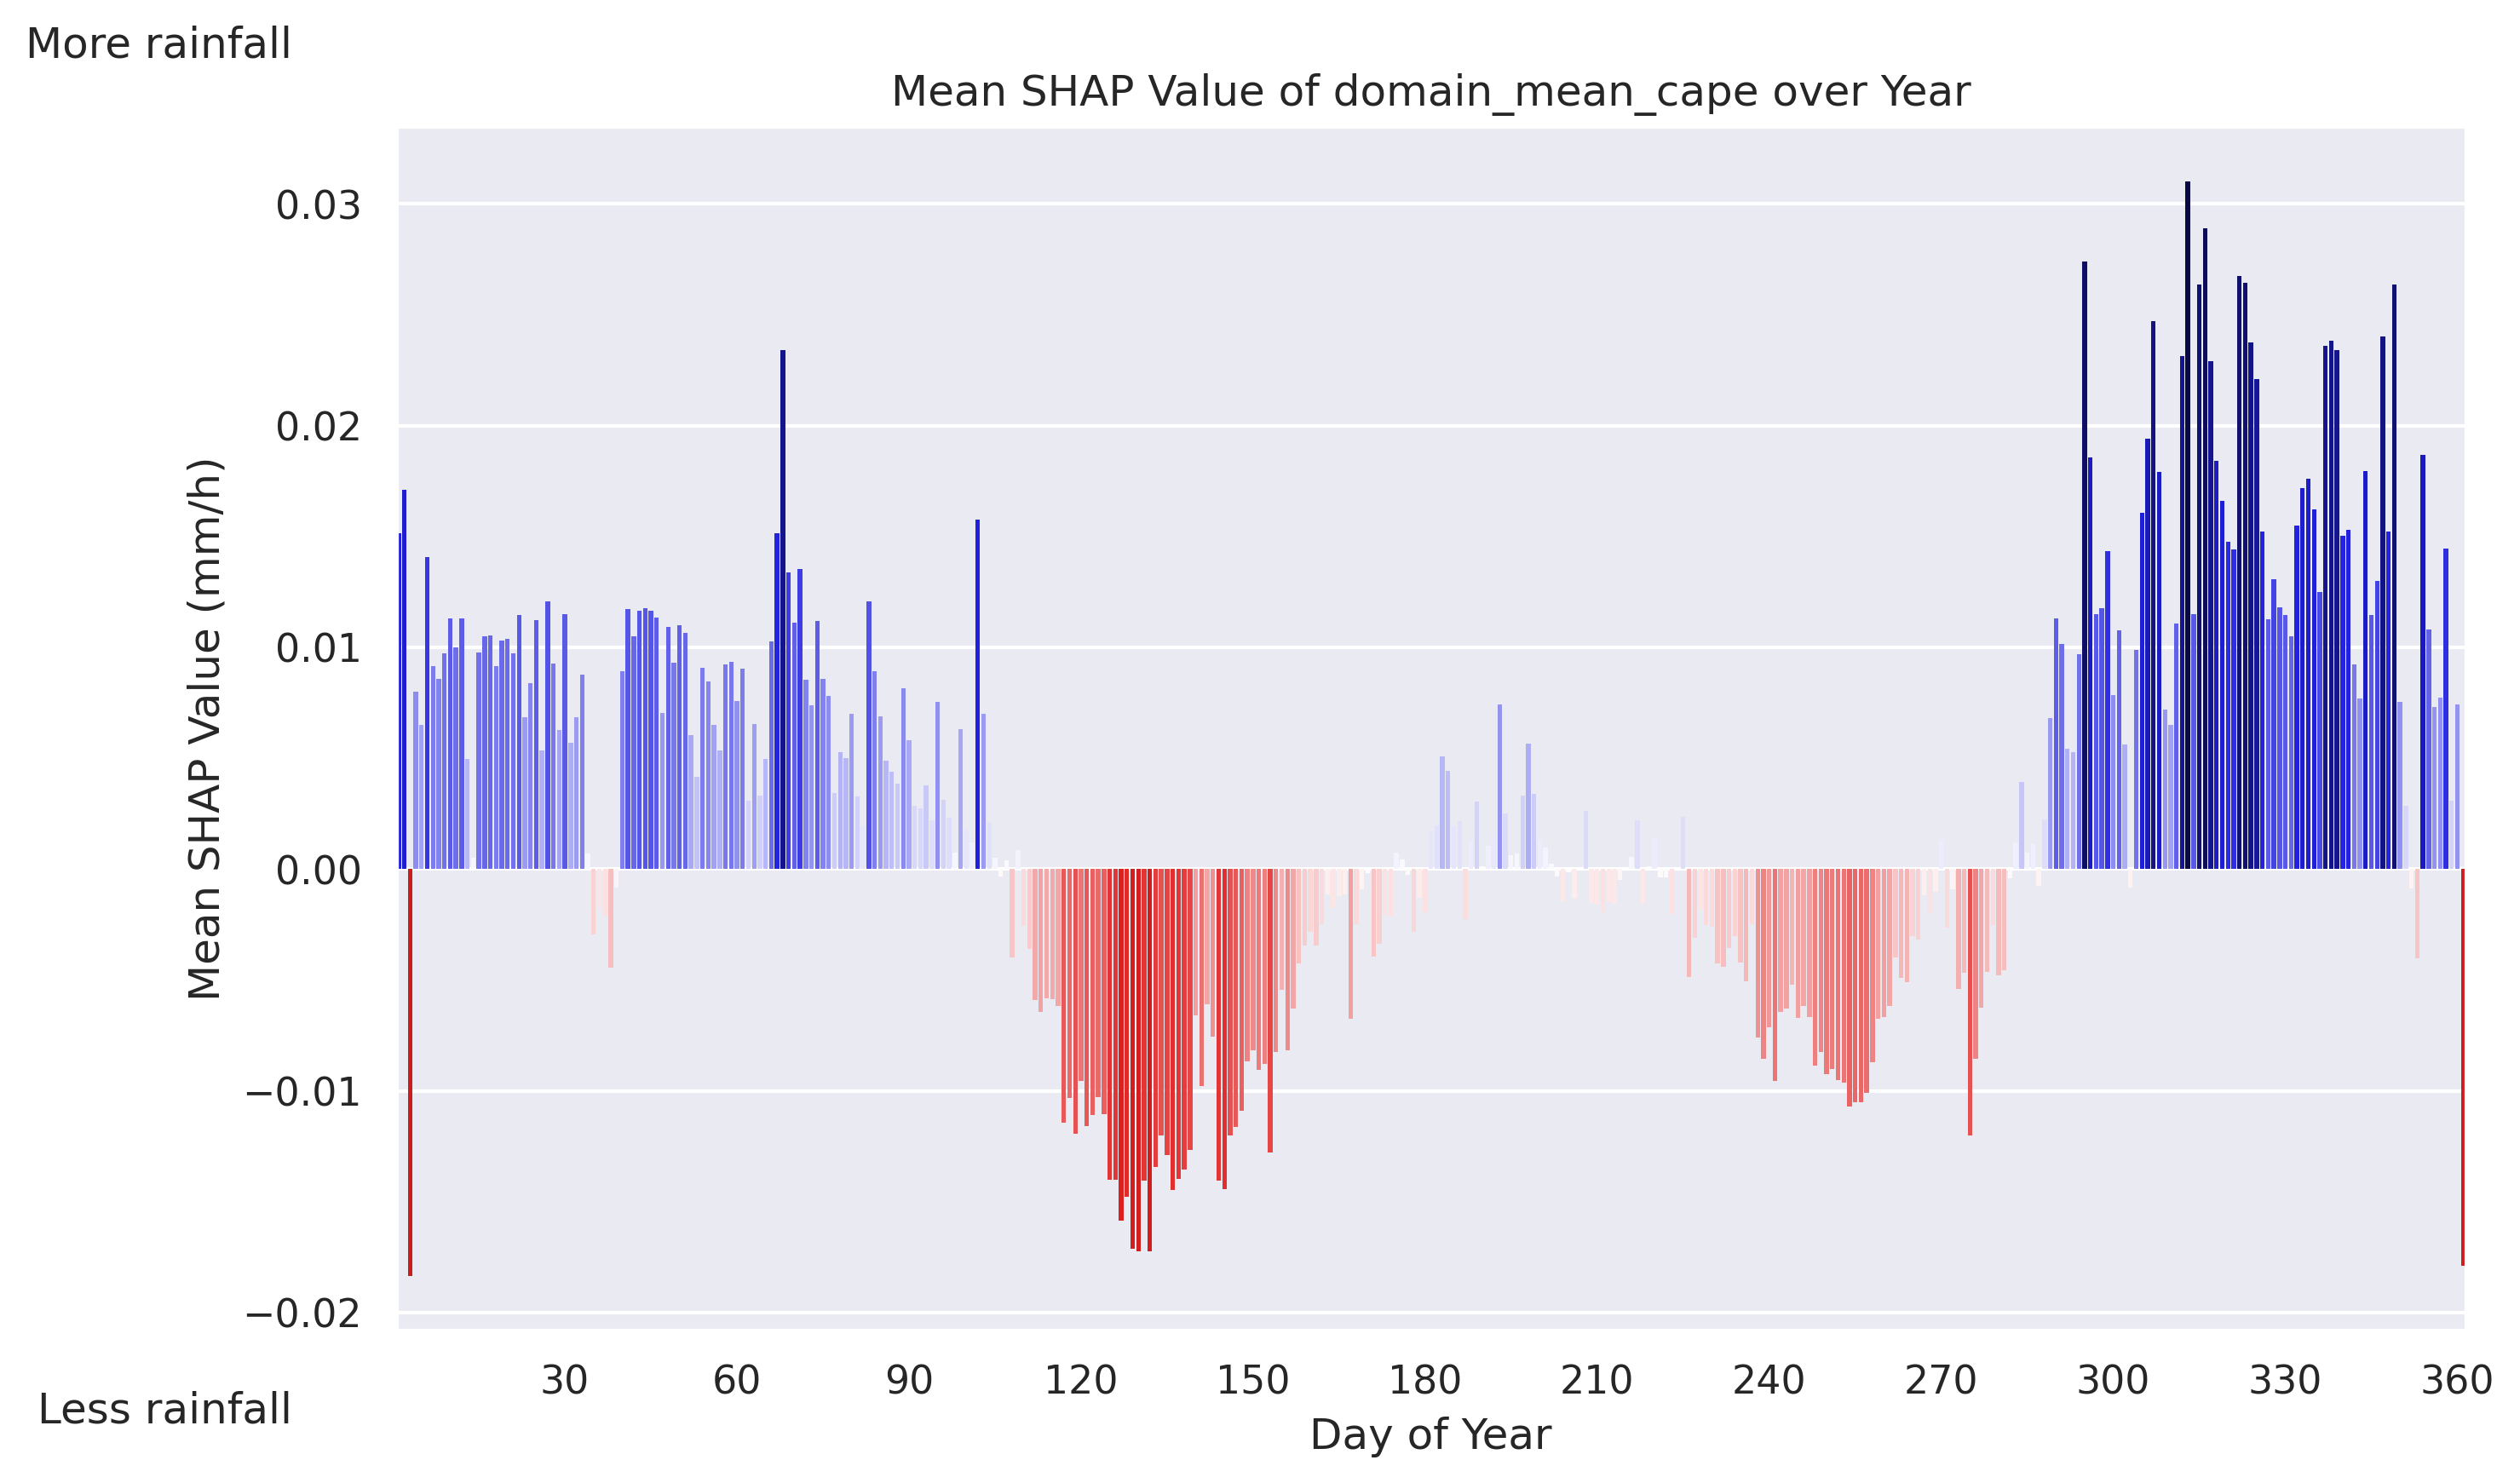 More rainfall
Mean SHAP Value of domain_mean_cape over Year
Mean SHAP Value (mm/h)
0.03
0.02
0.01
0.00
−0.01
−0.02
30 60 90 120 150 180 210 240 270 300 330 360
Less rainfall
Day of Year